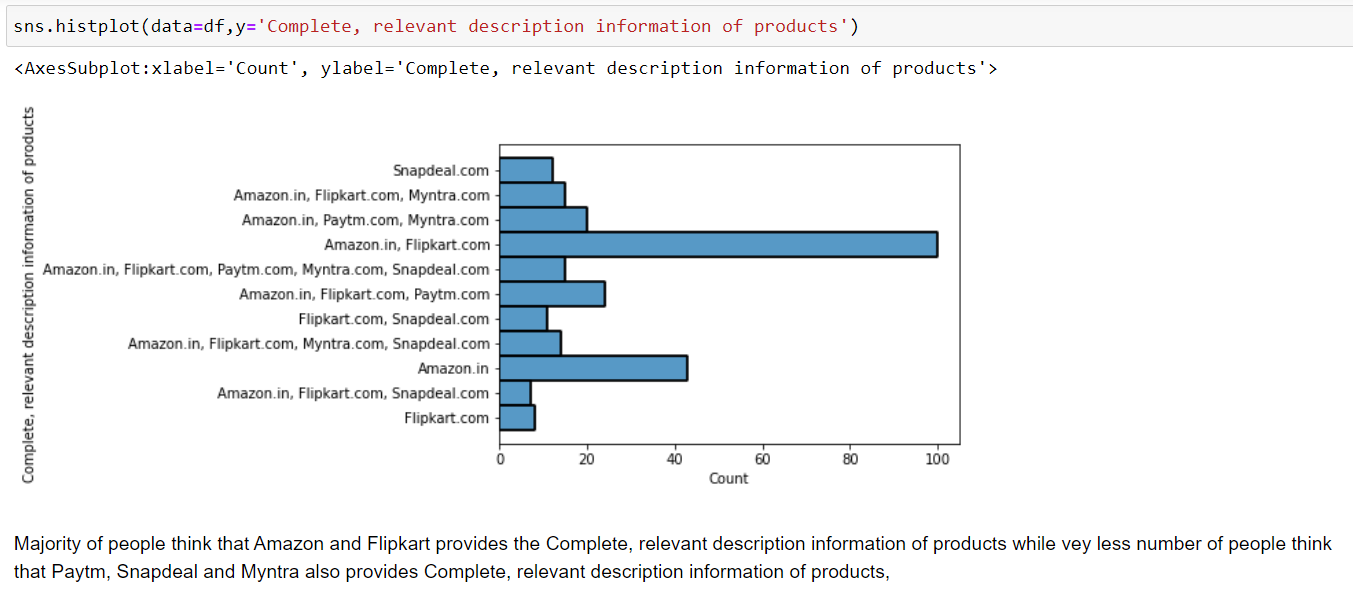 sns.histplot(data=df,y='Complete, relevant description information of products')
<AxesSubplot:xlabel='Count', ylabel='Complete, relevant description information of products'>
Complete, relevant description information of products
Snapdeal.com
Amazon.in, Flipkart.com, Myntra.com
Amazon.in, Paytm.com, Myntra.com
Amazon.in, Flipkart.com
Amazon.in, Flipkart.com, Paytm.com, Myntra.com, Snapdeal.com
Amazon.in, Flipkart.com, Paytm.com
Flipkart.com, Snapdeal.com
Amazon.in, Flipkart.com, Myntra.com, Snapdeal.com
Amazon.in
Amazon.in, Flipkart.com, Snapdeal.com
Flipkart.com
0 20 40 60 80 100
Count
Majority of people think that Amazon and Flipkart provides the Complete, relevant description information of products while vey less number of people think
that Paytm, Snapdeal and Myntra also provides Complete, relevant description information of products,